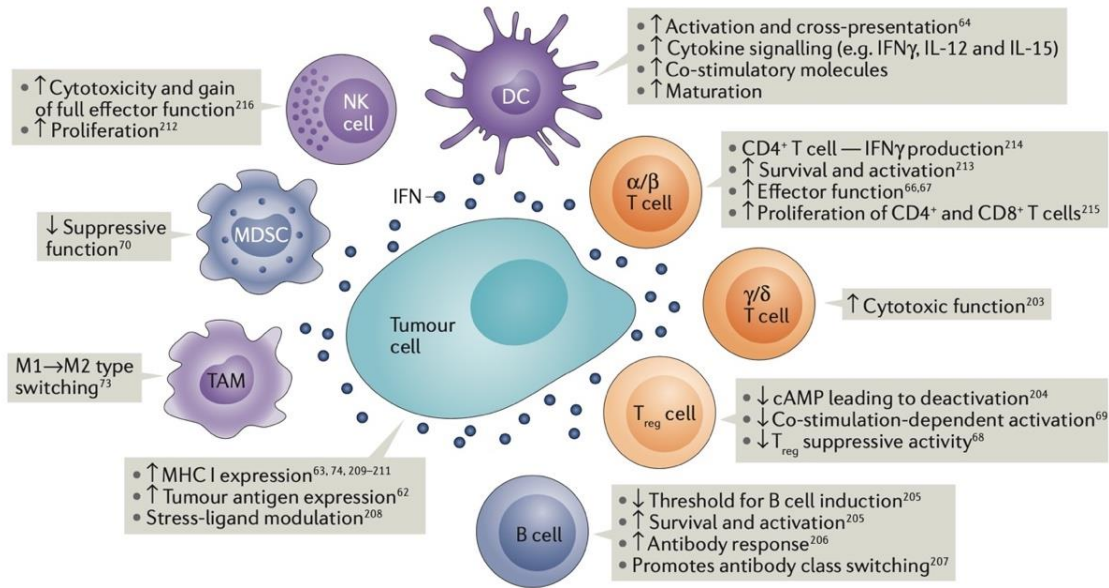 • ↑ Activation and cross-presentation⁶⁴
• ↑ Cytokine signalling (e.g. IFNγ, IL-12 and IL-15)
• ↑ Co-stimulatory molecules
• ↑ Maturation
DC
• ↑ Cytotoxicity and gain
of full effector function²¹⁶
• ↑ Proliferation²¹²
NK
cell
• CD4⁺ T cell — IFNγ production²¹⁴
• ↑ Survival and activation²¹³
• ↑ Effector function⁶⁶,⁶⁷
• ↑ Proliferation of CD4⁺ and CD8⁺ T cells²¹⁵
α/β
T cell
IFN
↓ Suppressive
function⁷⁰
MDSC
γ/δ
T cell
↑ Cytotoxic function²⁰³
Tumour
cell
M1→M2 type
switching⁷³
TAM
T reg cell
• ↓ cAMP leading to deactivation²⁰⁴
• ↓ Co-stimulation-dependent activation⁶⁹
• ↓ T reg suppressive activity⁶⁸
• ↑ MHC I expression⁶³, ⁷⁴, ²⁰⁹–²¹¹
• ↑ Tumour antigen expression⁶²
• Stress-ligand modulation²⁰⁸
B cell
• ↓ Threshold for B cell induction²⁰⁵
• ↑ Survival and activation²⁰⁵
• ↑ Antibody response²⁰⁶
• Promotes antibody class switching²⁰⁷